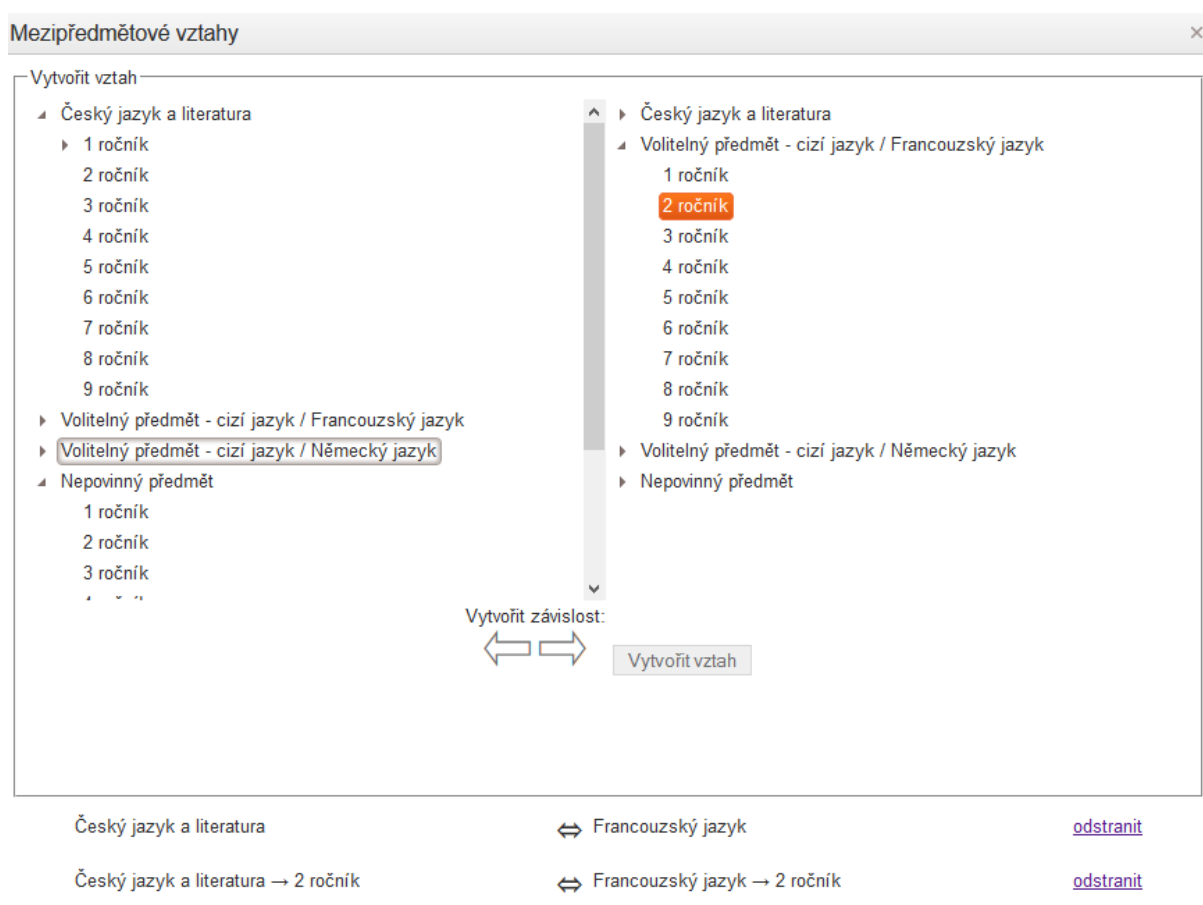 Mezipředmětové vztahy
Vytvořit vztah
Český jazyk a literatura
1 ročník
2 ročník
3 ročník
4 ročník
5 ročník
6 ročník
7 ročník
8 ročník
9 ročník
Volitelný předmět - cizí jazyk / Francouzský jazyk
Volitelný předmět - cizí jazyk / Německý jazyk
Nepovinný předmět
1 ročník
2 ročník
3 ročník
Český jazyk a literatura
Volitelný předmět - cizí jazyk / Francouzský jazyk
1 ročník
2 ročník
3 ročník
4 ročník
5 ročník
6 ročník
7 ročník
8 ročník
9 ročník
Volitelný předmět - cizí jazyk / Německý jazyk
Nepovinný předmět
Vytvořit závislost:
Vytvořit vztah
Český jazyk a literatura ⇔ Francouzský jazyk odstranit
Český jazyk a literatura → 2 ročník ⇔ Francouzský jazyk → 2 ročník odstranit